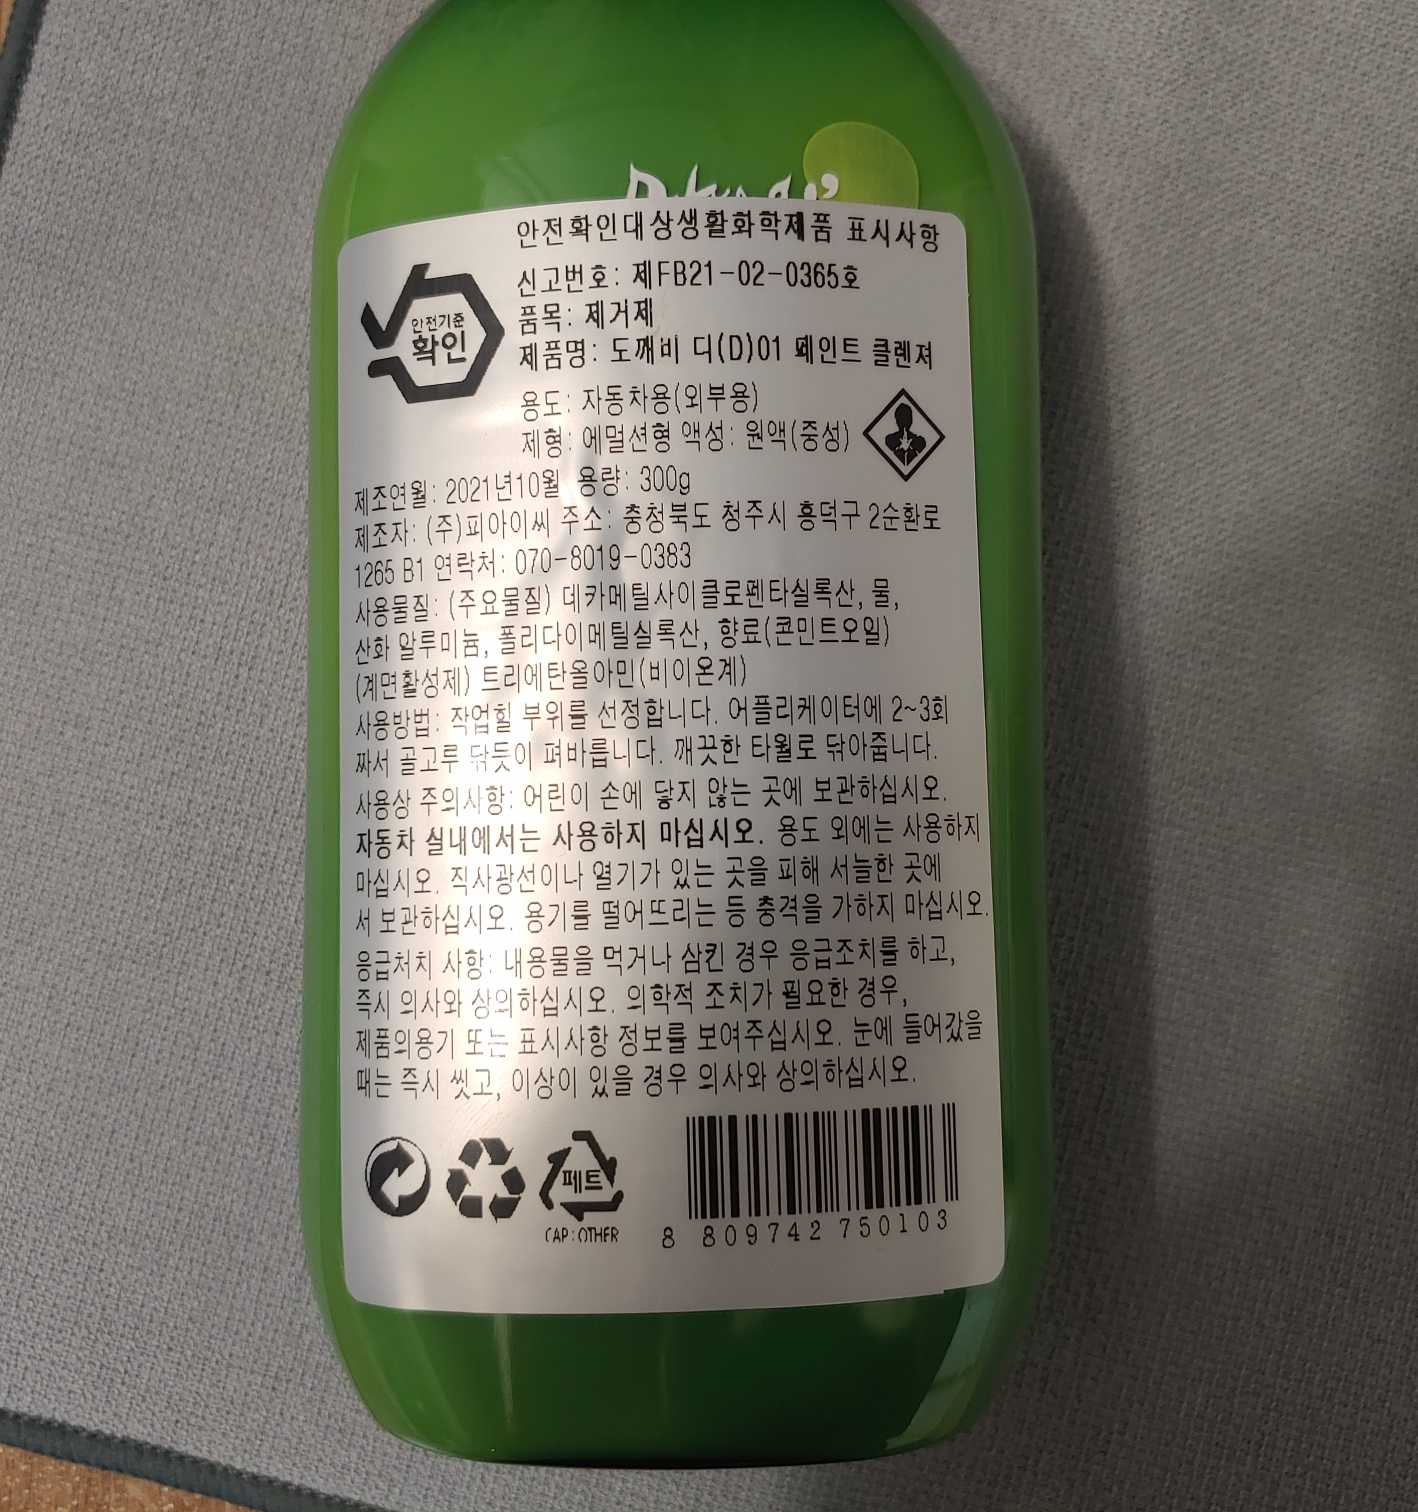 안전확인대상생활화학제품 표시사항
안전기준
확인
신고번호: 제FB21-02-0365호
품목: 제거제
제품명: 도깨비 디(D)01 페인트 클렌져
용도: 자동차용(외부용)
제형: 에멀션형 액성: 원액(중성)
제조연월: 2021년10월 용량: 300g
제조자: (주)피아이씨 주소: 충청북도 청주시 흥덕구 2순환로
1265 B1 연락처: 070-8019-0383
사용물질: (주요물질) 데카메틸사이클로펜타실록산, 물,
산화 알루미늄, 폴리다이메틸실록산, 향료(콘민트오일)
(계면활성제) 트리에탄올아민(비이온계)
사용방법: 작업힐 부위를 선정합니다. 어플리케이터에 2~3회
짜서 골고루 닦듯이 펴바릅니다. 깨끗한 타월로 닦아줍니다.
사용상 주의사항: 어린이 손에 닿지 않는 곳에 보관하십시오.
자동차 실내에서는 사용하지 마십시오. 용도 외에는 사용하지
마십시오. 직사광선이나 열기가 있는 곳을 피해 서늘한 곳에
서 보관하십시오. 용기를 떨어뜨리는 등 충격을 가하지 마십시오.
응급처치 사항: 내용물을 먹거나 삼킨 경우 응급조치를 하고,
즉시 의사와 상의하십시오. 의학적 조치가 필요한 경우,
제품의용기 또는 표시사항 정보를 보여주십시오. 눈에 들어갔을
때는 즉시 씻고, 이상이 있을 경우 의사와 상의하십시오.
페트
CAP:OTHER
8 809742 750103